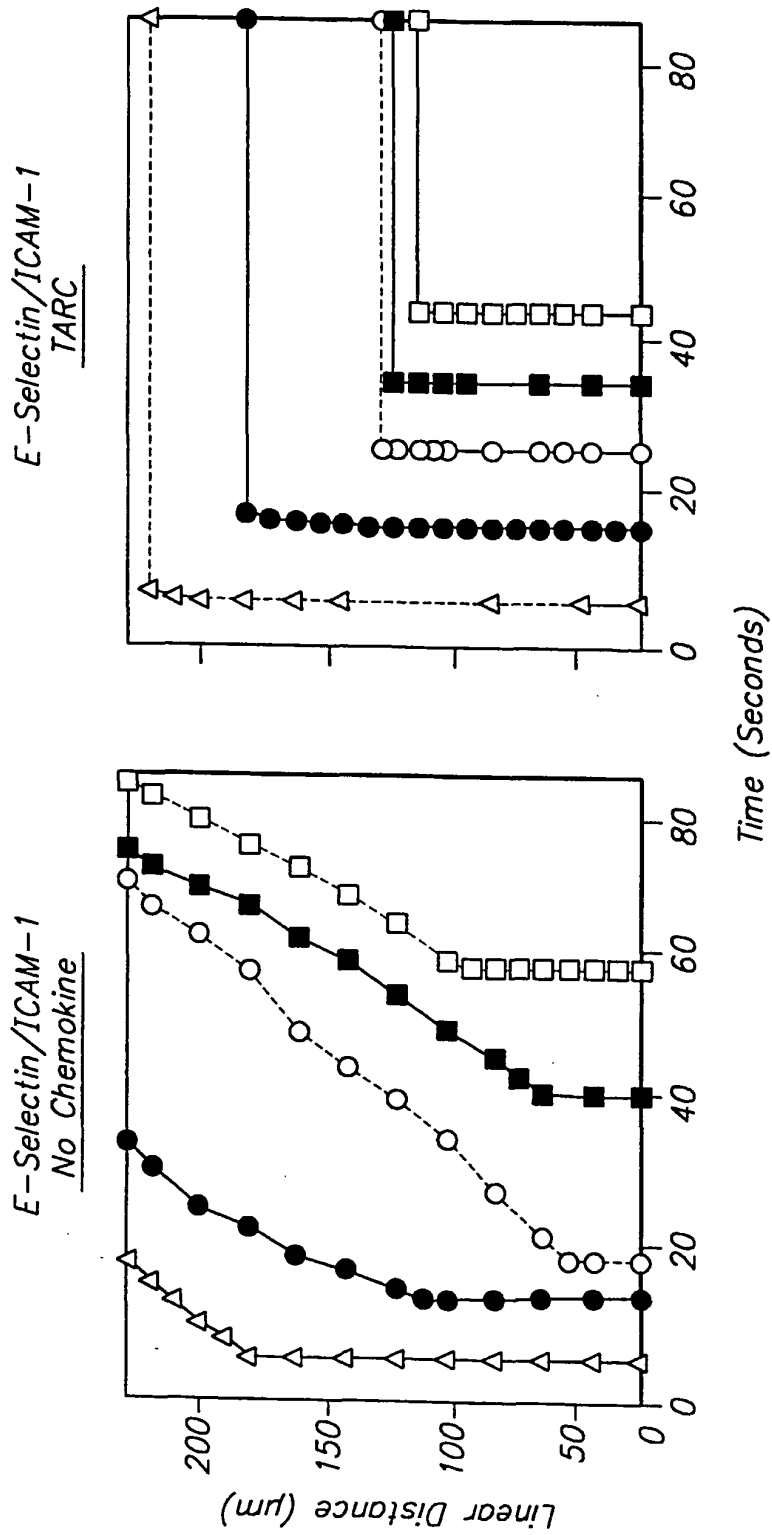 E-Selectin/ICAM-1
No Chemokine
E-Selectin/ICAM-1
TARC
Linear Distance (μm)
200
150
100
50
0
0
20
40
60
80
0
20
40
60
80
Time (Seconds)